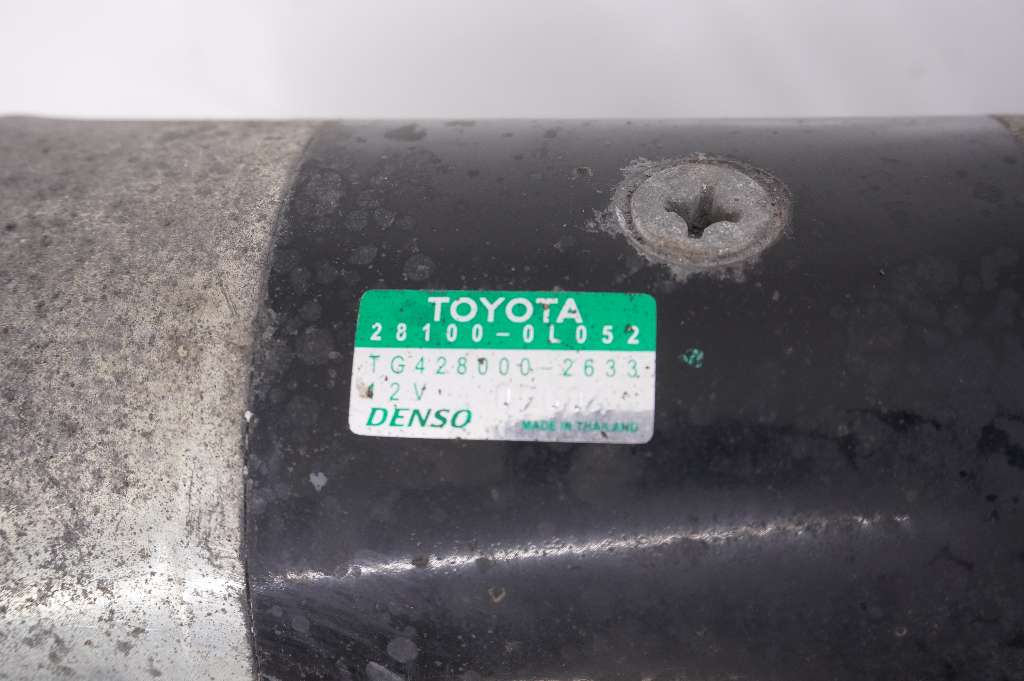 TOYOTA
28100-0L052
TG428000-2633
12V
DENSO
MADE IN THAILAND